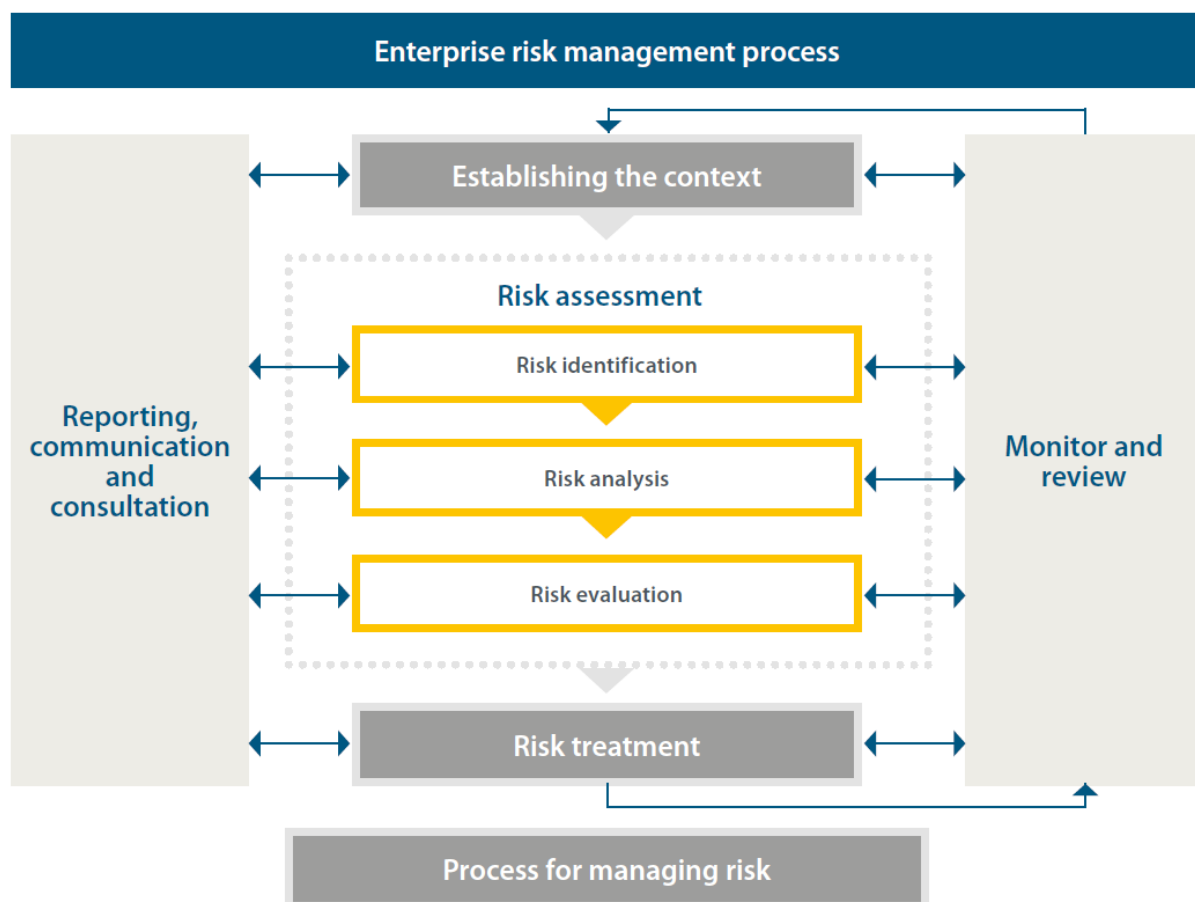 Enterprise risk management process
Establishing the context
Risk assessment
Risk identification
Reporting,
communication
and
consultation
Risk analysis
Monitor and
review
Risk evaluation
Risk treatment
Process for managing risk